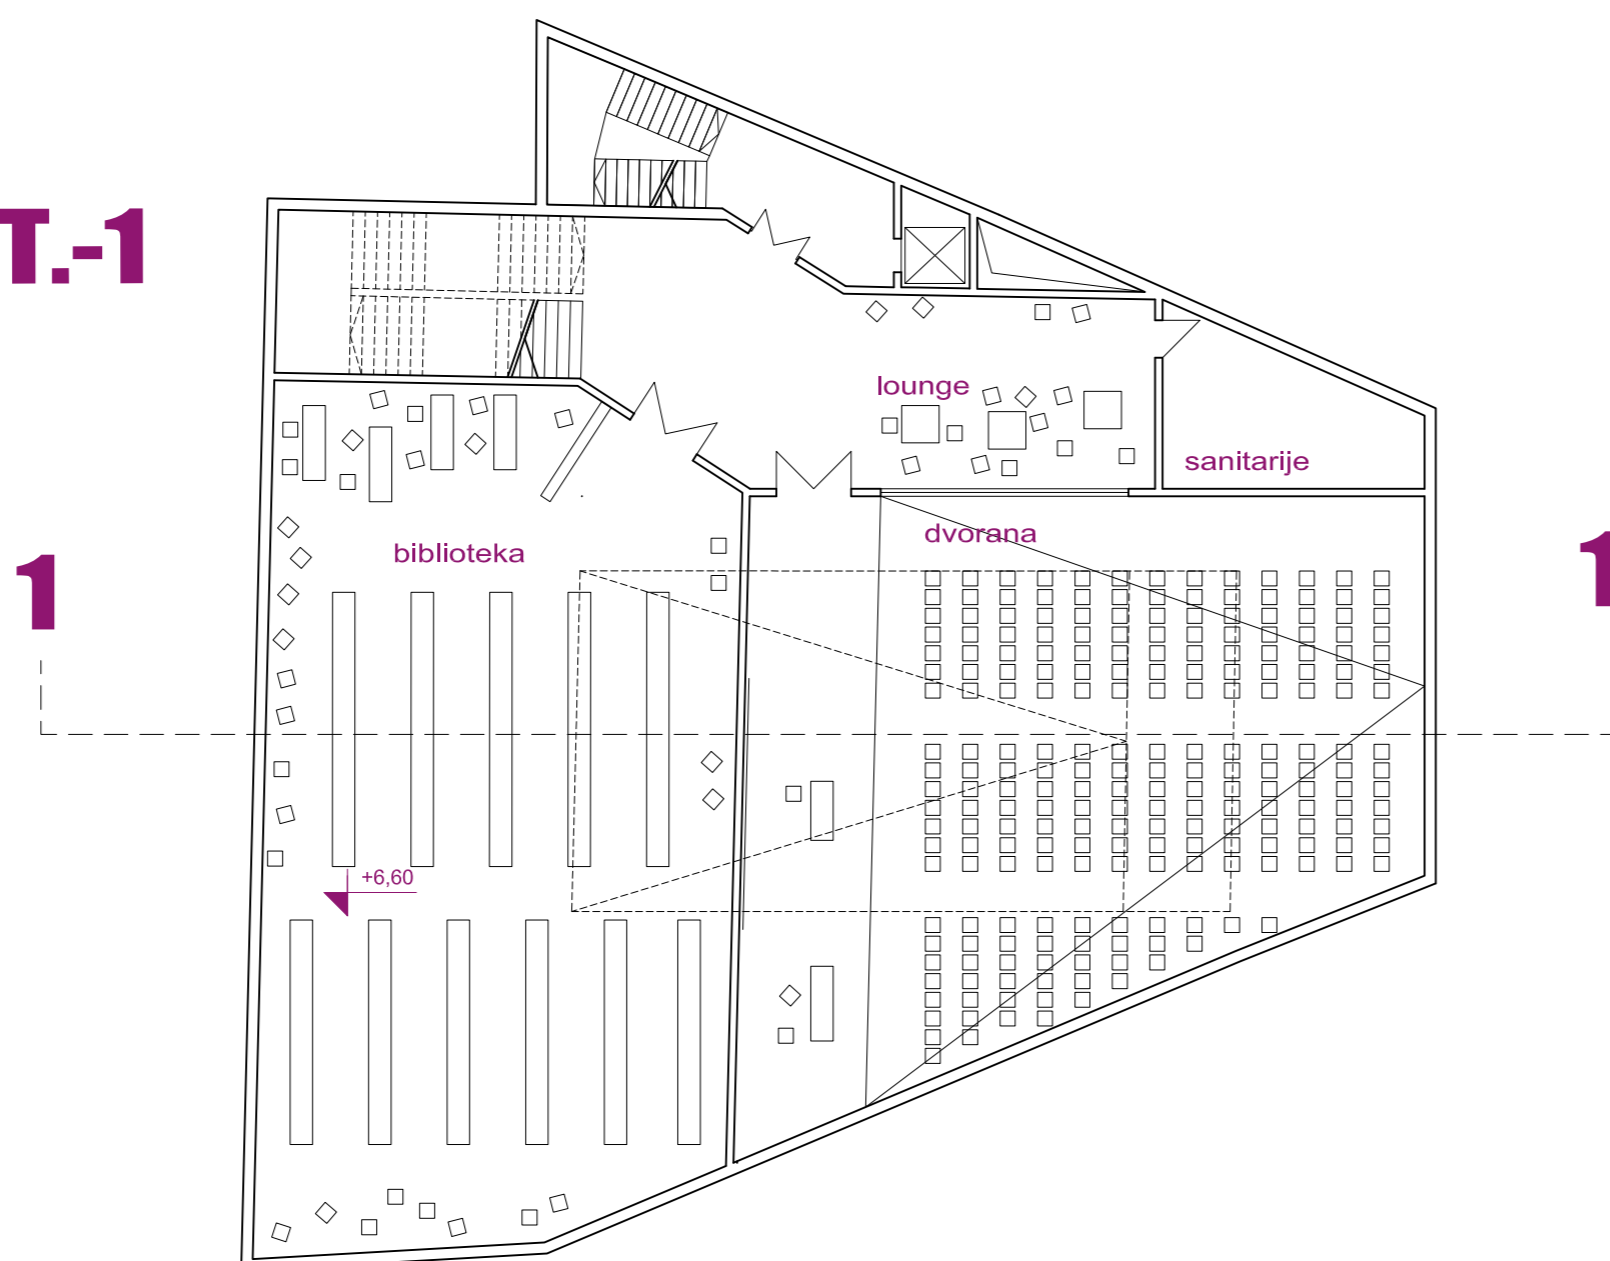 T.-1
lounge
sanitarije
dvorana
biblioteka
1
1
+6,60